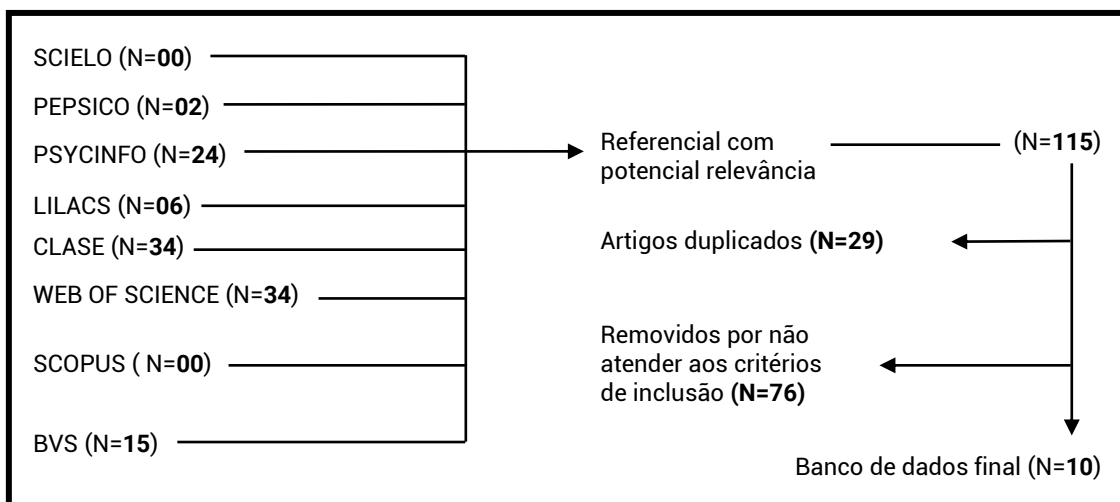 SCIELO (N=00)
PEPSICO (N=02)
PSYCINFO (N=24)
LILACS (N=06)
CLASE (N=34)
WEB OF SCIENCE (N=34)
SCOPUS ( N=00)
BVS (N=15)
Referencial com
potencial relevância
(N=115)
Artigos duplicados (N=29)
Removidos por não
atender aos critérios
de inclusão (N=76)
Banco de dados final (N=10)